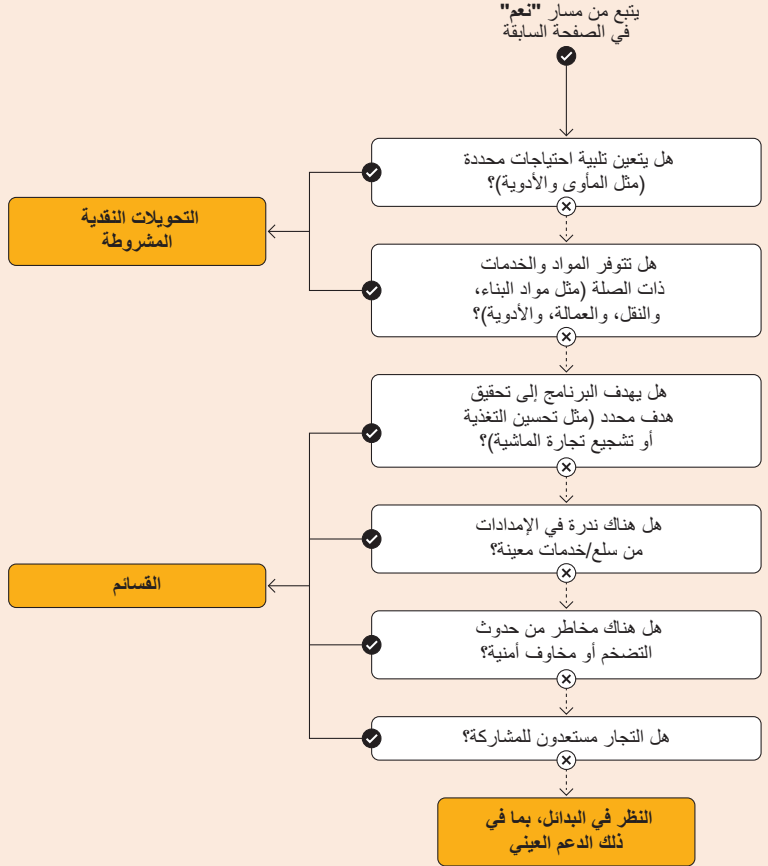 يتبع من مسار "نعم"
في الصفحة السابقة
هل يتعين تلبية احتياجات محددة
(مثل المأوى والأدوية)؟
التحويلات النقدية
المشروطة
هل تتوفر المواد والخدمات
ذات الصلة (مثل مواد البناء،
والنقل، والعمالة، والأدوية)؟
هل يهدف البرنامج إلى تحقيق
هدف محدد (مثل تحسين التغذية
أو تشجيع تجارة الماشية)؟
هل هناك ندرة في الإمدادات
من سلع/خدمات معينة؟
القسائم
هل هناك مخاطر من حدوث
التضخم أو مخاوف أمنية؟
هل التجار مستعدون للمشاركة؟
النظر في البدائل، بما في
ذلك الدعم العيني